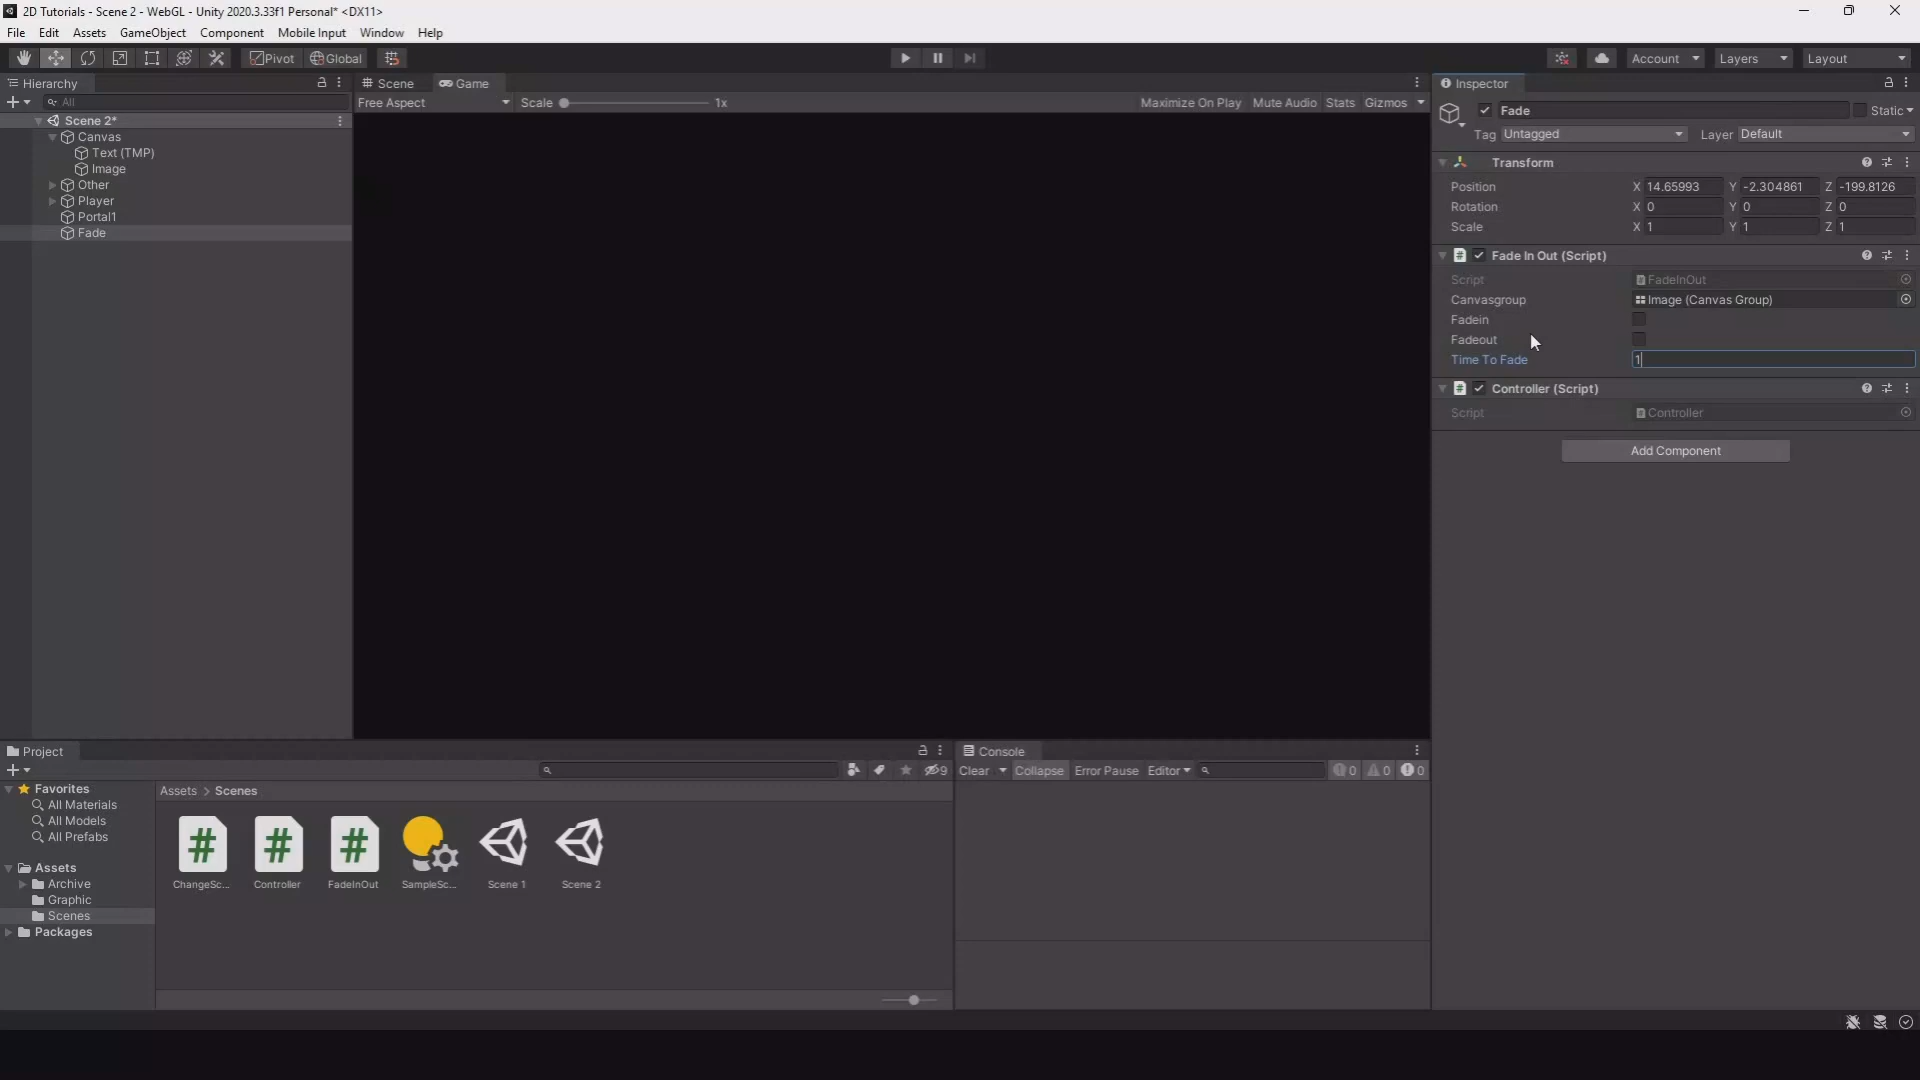 2D Tutorials - Scene 2 - WebGL - Unity 2020.3.33f1 Personal* <DX11>
File Edit Assets GameObject Component Mobile Input Window Help
Pivot Global Account Layers Layout
Hierarchy
All
Scene 2*
Canvas
Text (TMP)
Image
Other
Player
Portal1
Fade
Scene Game
Free Aspect Scale 1x Maximize On Play Mute Audio Stats Gizmos
Inspector
Fade Static
Tag Untagged Layer Default
Transform
Position X 14.65993 Y -2.304861 Z -199.8126
Rotation X 0 Y 0 Z 0
Scale X 1 Y 1 Z 1
# Fade In Out (Script)
Script FadeInOut
Canvasgroup Image (Canvas Group)
Fadein
Fadeout
Time To Fade 1
# Controller (Script)
Script Controller
Add Component
Project
9
Favorites
All Materials
All Models
All Prefabs
Assets
Archive
Graphic
Scenes
Packages
Assets > Scenes
# # #
ChangeSc... Controller FadeInOut SampleSc... Scene 1 Scene 2
Console
Clear Collapse Error Pause Editor 0 0 0